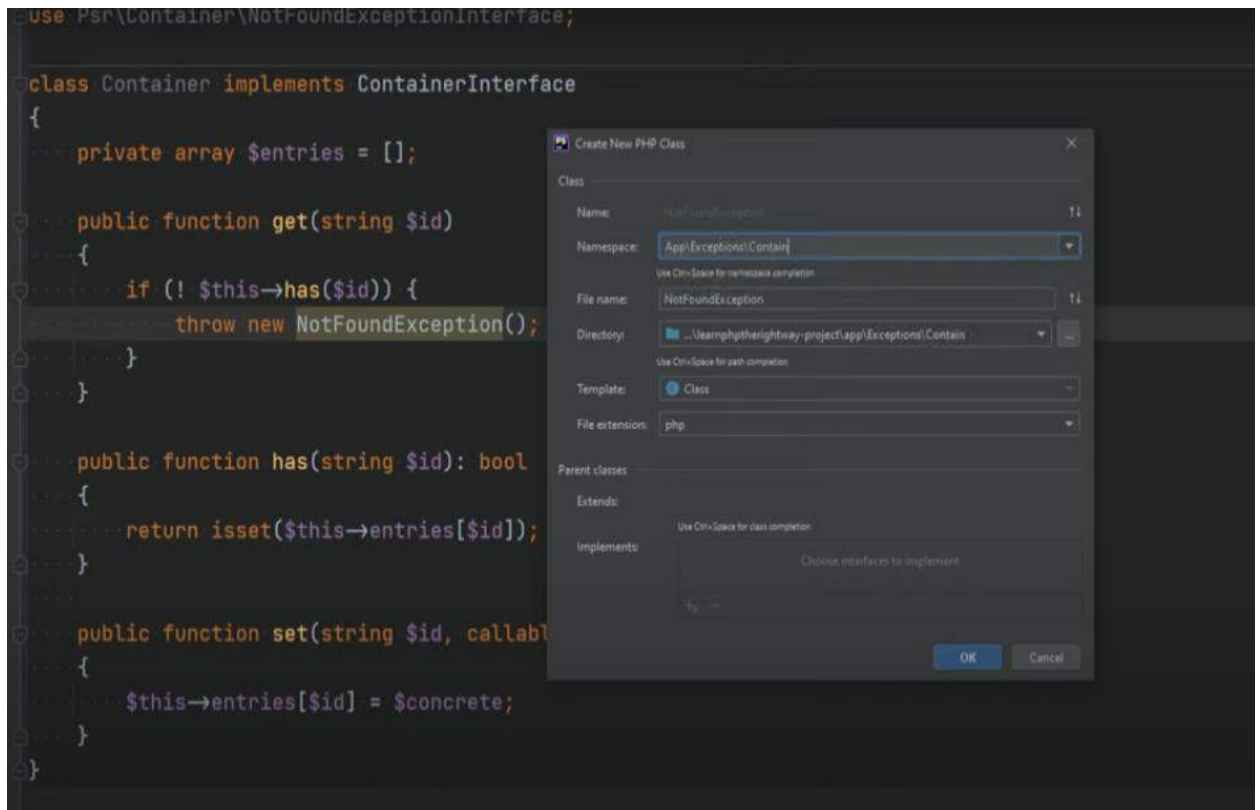 use Psr\Container\NotFoundExceptionInterface;
class Container implements ContainerInterface
{
private array $entries = [];
public function get(string $id)
{
if (! $this->has($id)) {
throw new NotFoundException();
}
}
public function has(string $id): bool
{
return isset($this->entries[$id]);
}
public function set(string $id, callabl
{
$this->entries[$id] = $concrete;
}
}
PS Create New PHP Class
Class
Name: NotFoundException
Namespace: App\Exceptions\Contain
Use Ctrl+Space for namespace completion
File name: NotFoundException
Directory: ...\learnphptherightway-project\app\Exceptions\Contain
Use Ctrl+Space for path completion
Template: Class
File extension: php
Parent classes
Extends:
Use Ctrl+Space for class completion
Implements:
Choose interfaces to implement
OK Cancel